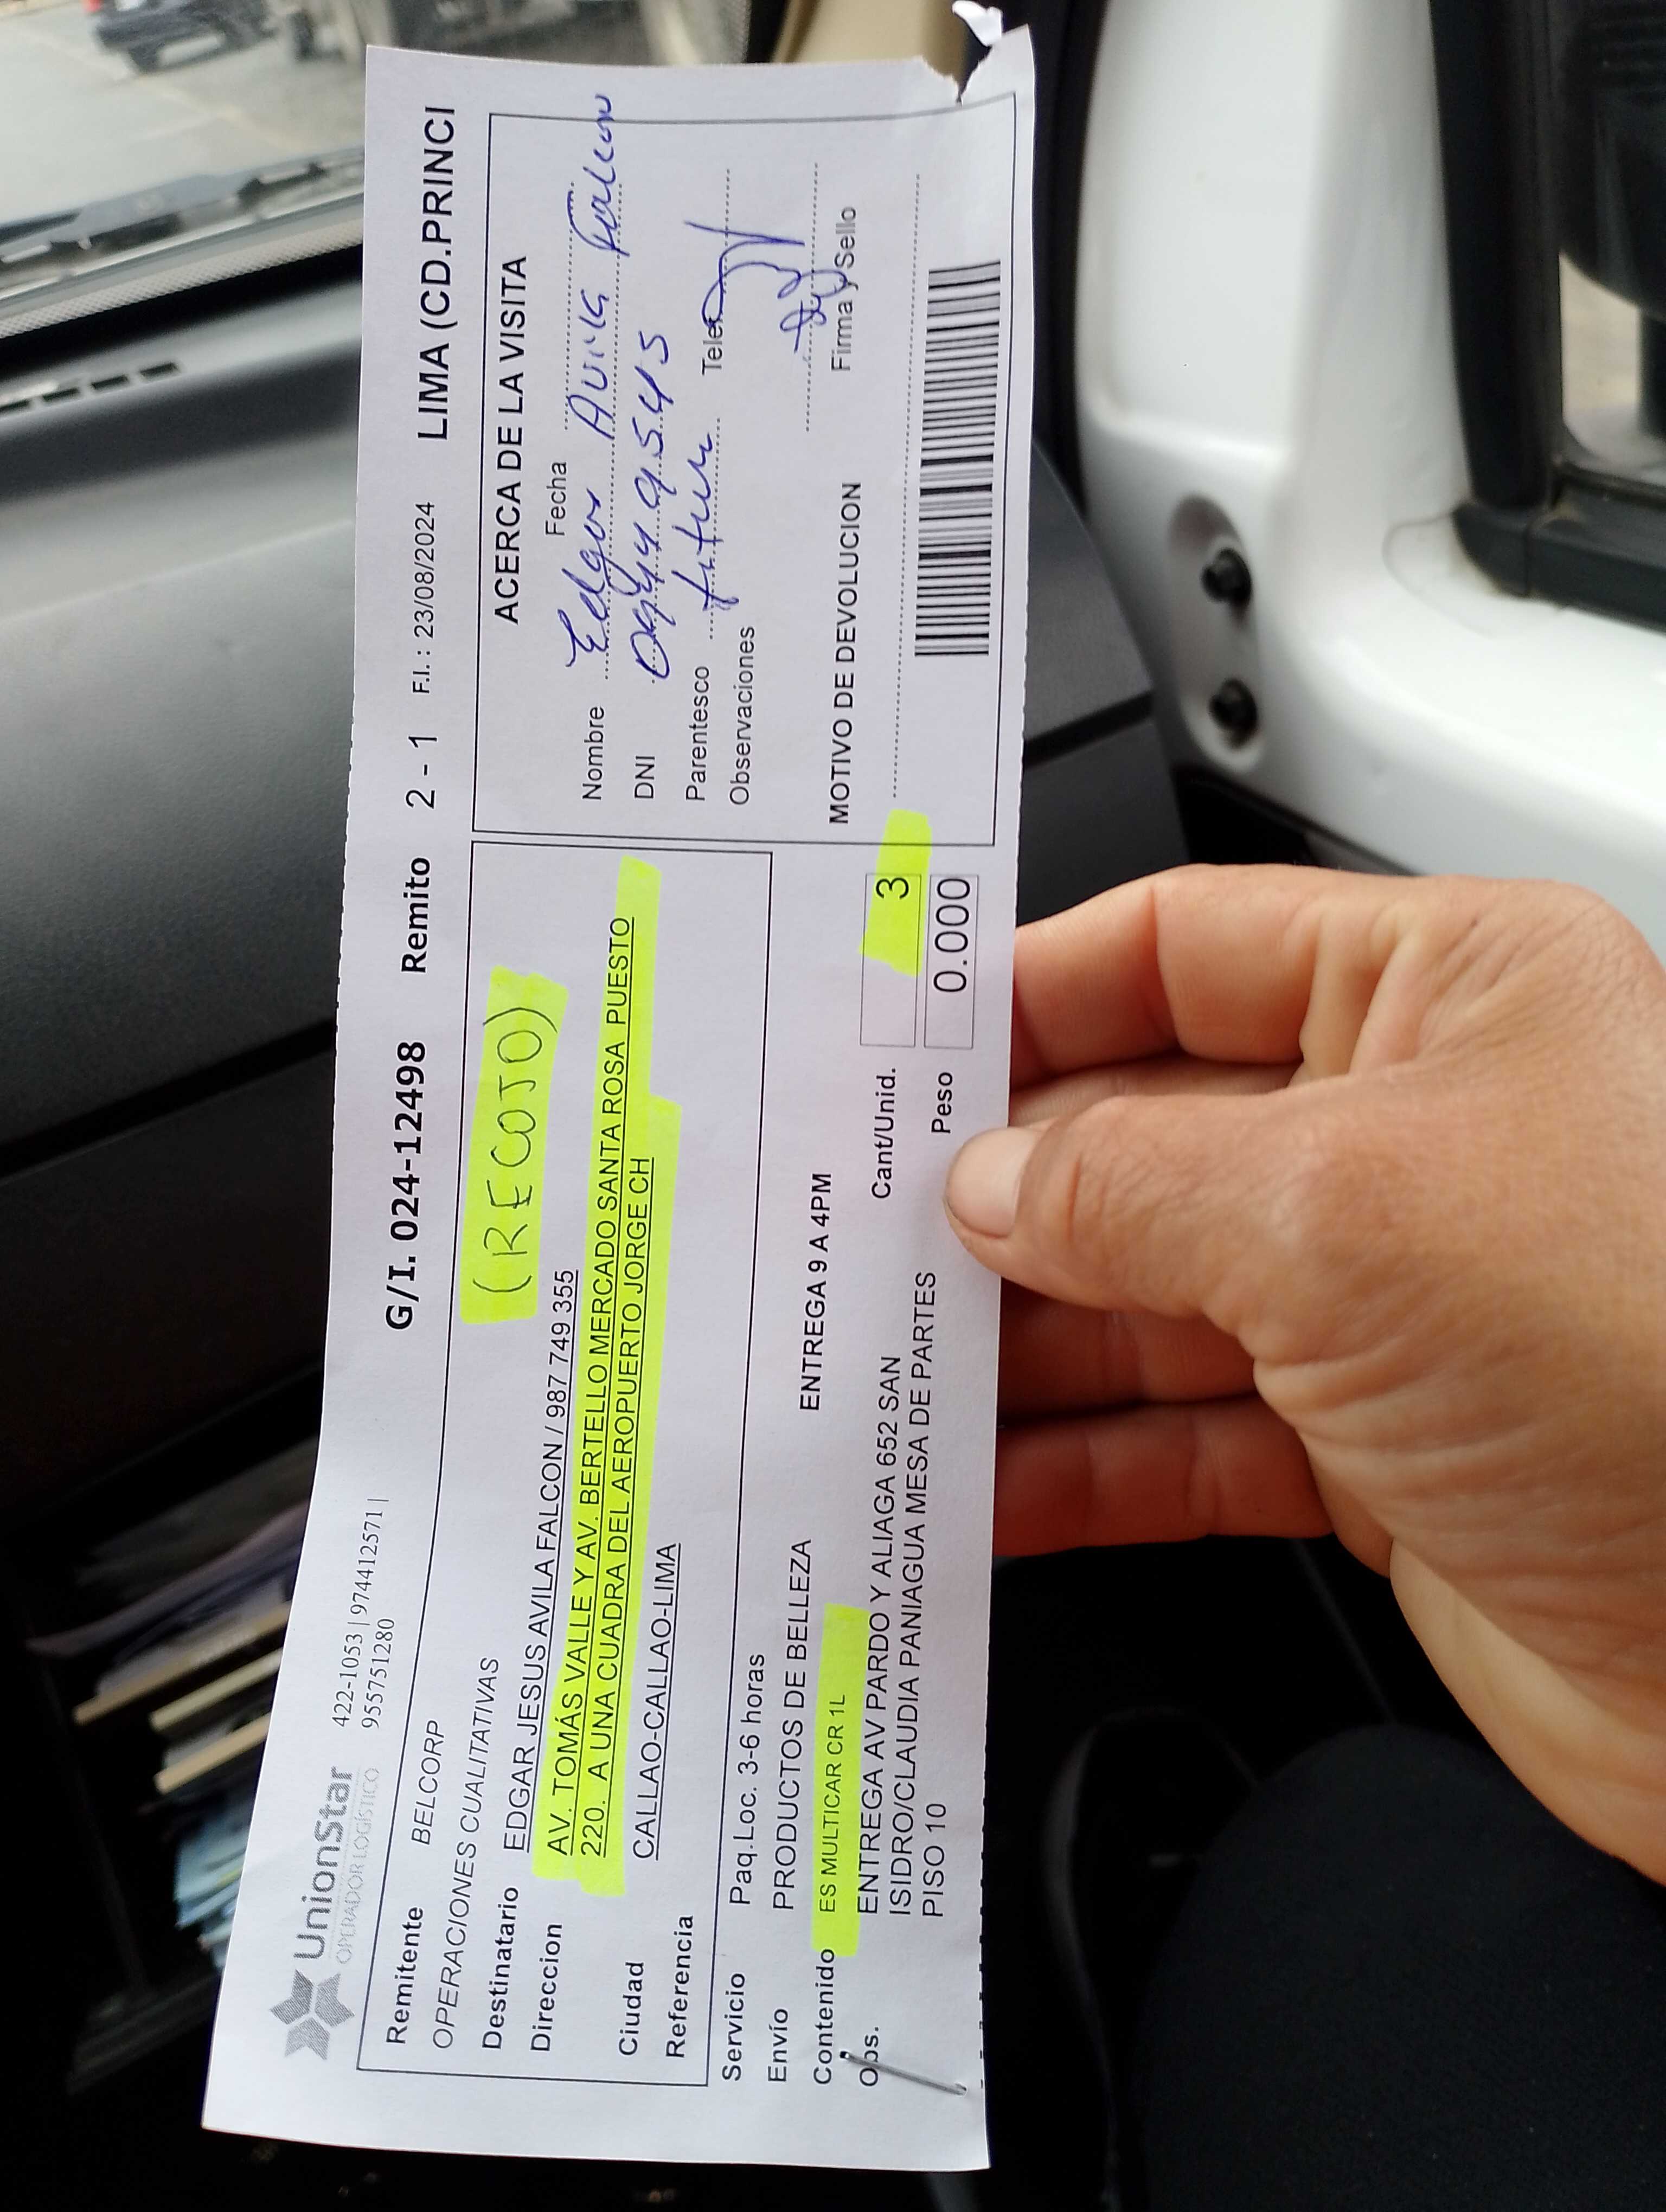 UnionStar
OPERADOR LOGÍSTICO
422-1053 | 974412571 |
955751280
G/I. 024-12498 Remito 2 - 1 F.I.: 23/08/2024 LIMA (CD.PRINCI
Remitente BELCORP
OPERACIONES CUALITATIVAS
(RECOJO)
Destinatario EDGAR JESUS AVILA FALCON / 987 749 355
Direccion AV. TOMÁS VALLE Y AV. BERTELLO MERCADO SANTA ROSA PUESTO
220. A UNA CUADRA DEL AEROPUERTO JORGE CH
Ciudad CALLAO-CALLAO-LIMA
Referencia
Servicio Paq.Loc. 3-6 horas
Envío PRODUCTOS DE BELLEZA
ENTREGA 9 A 4PM
Contenido ES MULTICAR CR 1L
Obs. ENTREGA AV PARDO Y ALIAGA 652 SAN
ISIDRO/CLAUDIA PANIAGUA MESA DE PARTES
PISO 10
Cant/Unid. 3
Peso 0.000
ACERCA DE LA VISITA
Fecha
Nombre Edgar Avila Falcon
DNI
Parentesco
Observaciones
Firma y Sello
MOTIVO DE DEVOLUCION